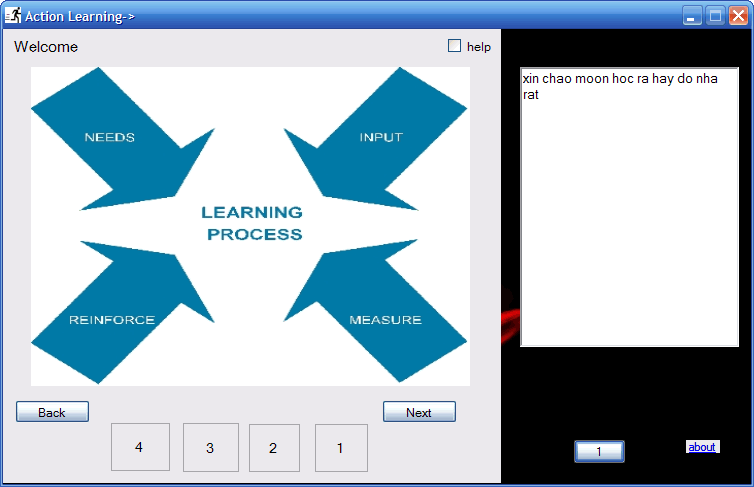 Action Learning->
Welcome
help
NEEDS
INPUT
LEARNING
PROCESS
REINFORCE
MEASURE
Back
Next
4
3
2
1
xin chao moon hoc ra hay do nha
rat
1
about